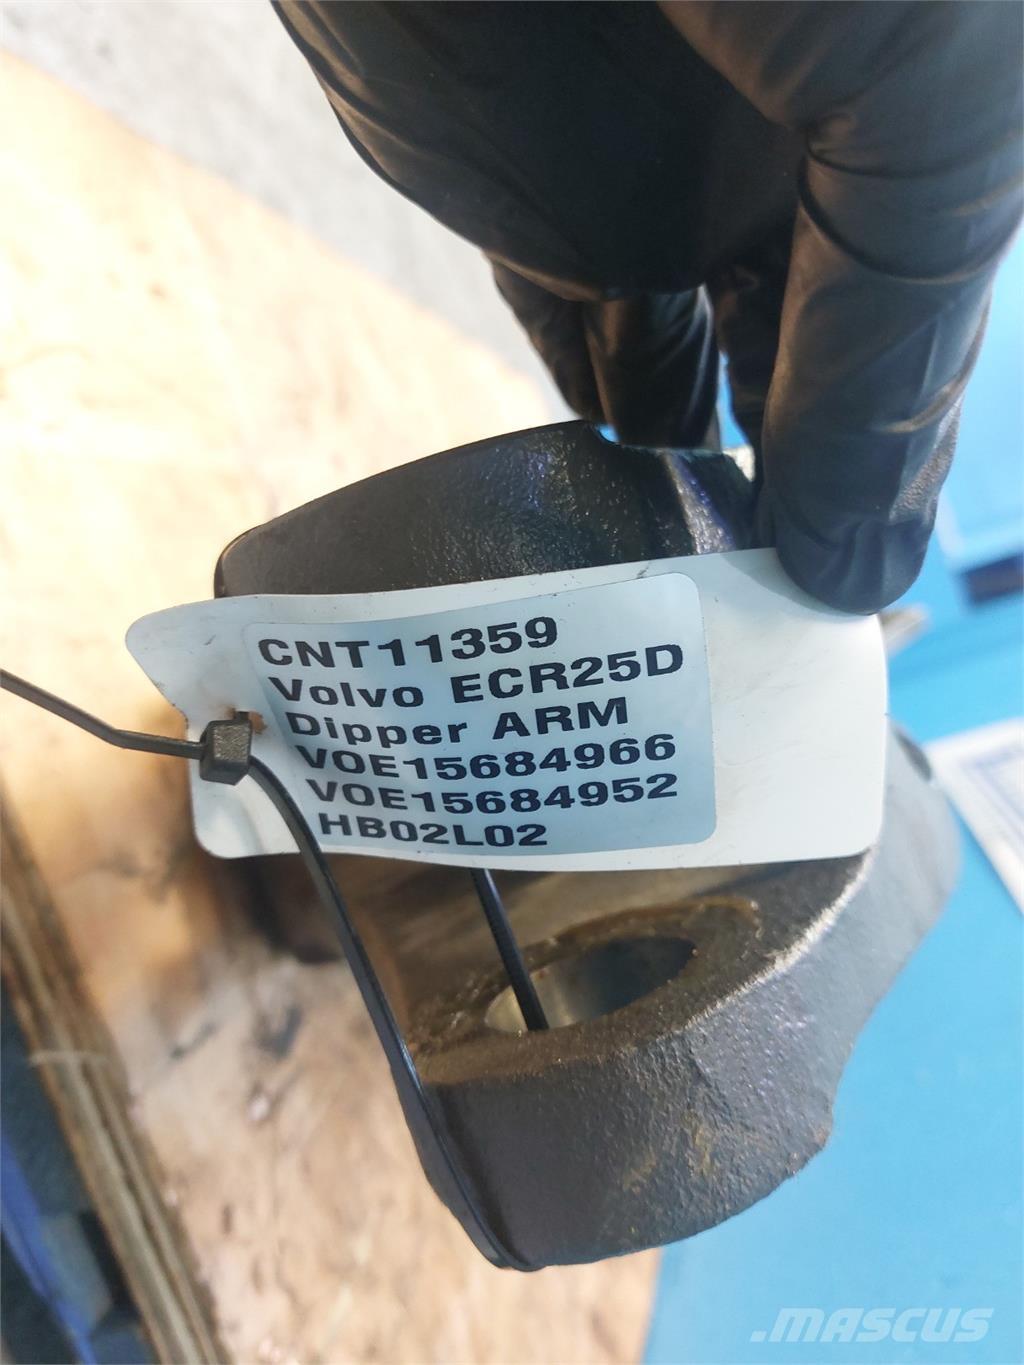 CNT11359
Volvo ECR25D
Dipper ARM
VOE15684966
VOE15684952
HB02L02
.MASCUS